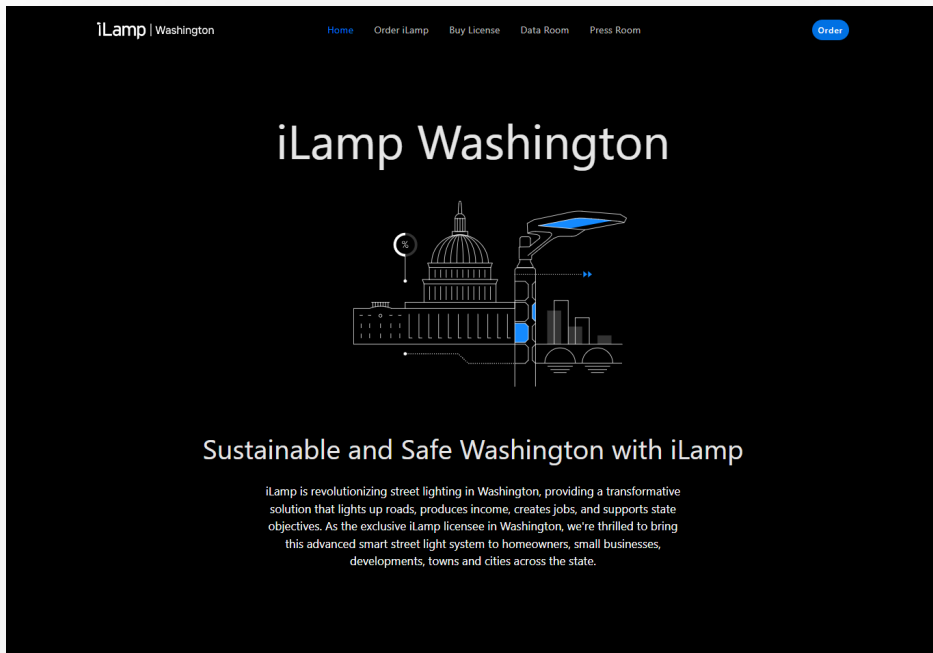 iLamp | Washington
Home
Order iLamp
Buy License
Data Room
Press Room
Order
iLamp Washington
%
Sustainable and Safe Washington with iLamp
iLamp is revolutionizing street lighting in Washington, providing a transformative
solution that lights up roads, produces income, creates jobs, and supports state
objectives. As the exclusive iLamp licensee in Washington, we're thrilled to bring
this advanced smart street light system to homeowners, small businesses,
developments, towns and cities across the state.